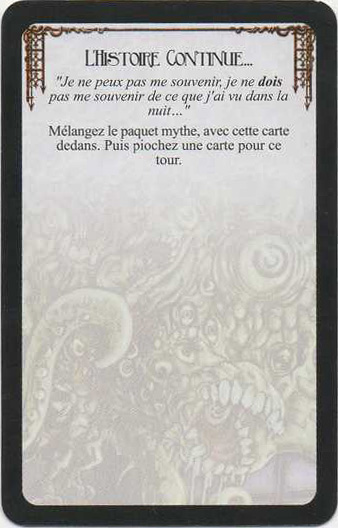 L'Histoire Continue...
"Je ne peux pas me souvenir, je ne dois
pas me souvenir de ce que j'ai vu dans la
nuit..."
Mélangez le paquet mythe, avec cette carte
dedans. Puis piochez une carte pour ce
tour.